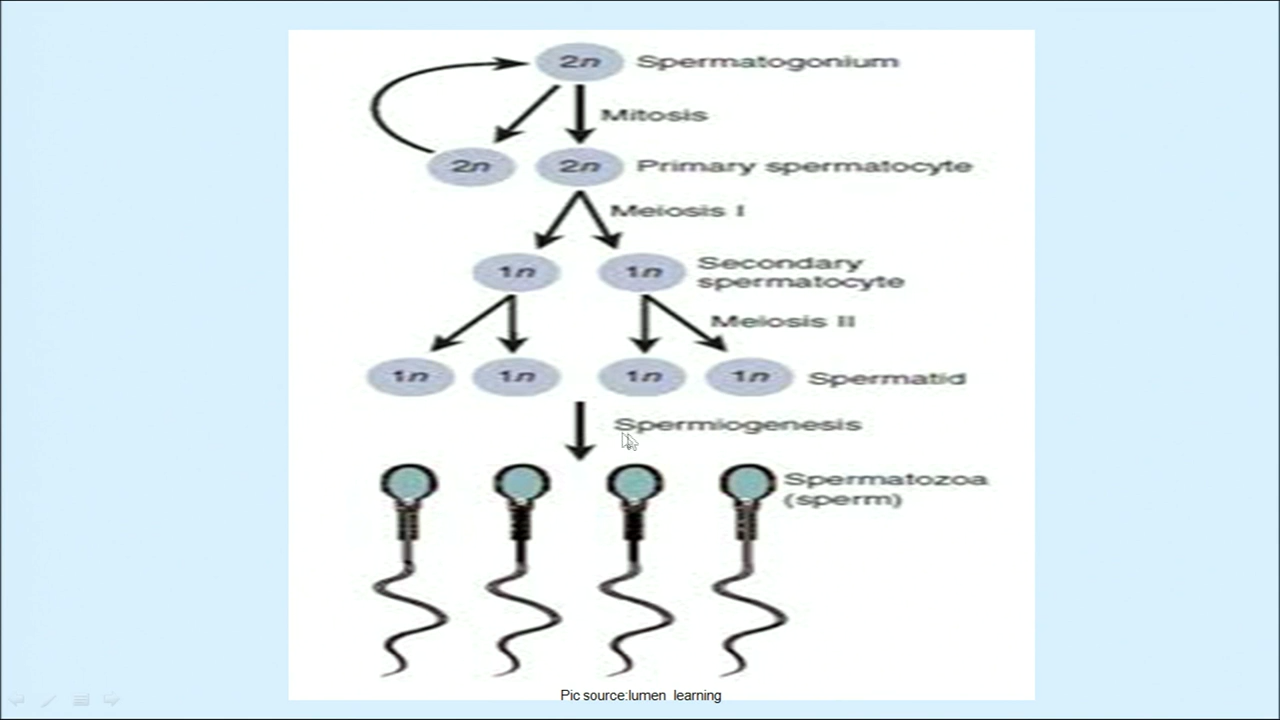 2n Spermatogonium
Mitosis
2n 2n Primary spermatocyte
Meiosis I
1n 1n Secondary
spermatocyte
Meiosis II
1n 1n 1n 1n Spermatid
Spermiogenesis
Spermatozoa
(sperm)
Pic source:lumen learning